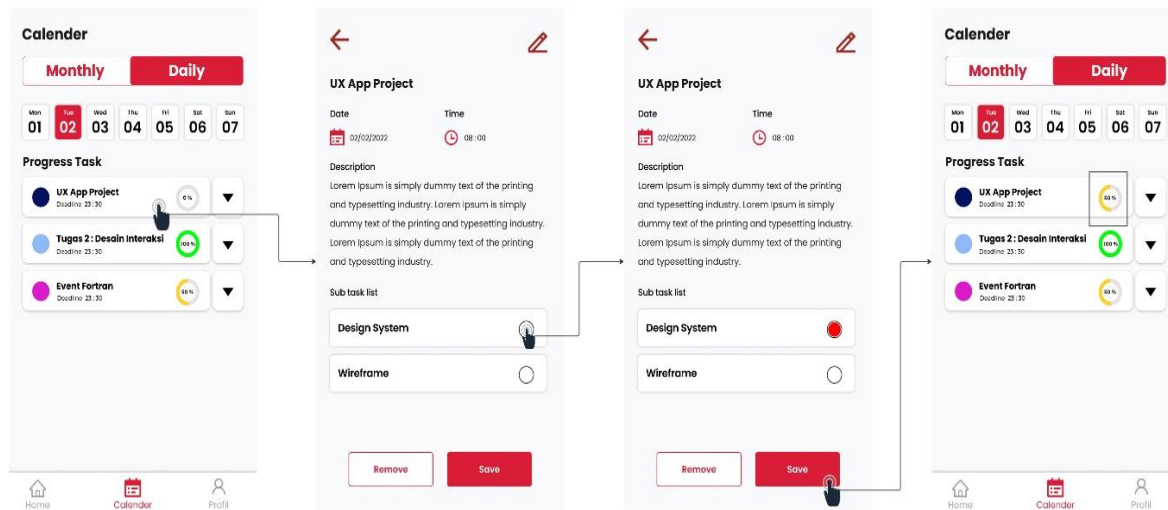 Calender
Monthly Daily
Mon Tue Wed Thu Fri Sat Sun
01 02 03 04 05 06 07
Progress Task
UX App Project
Deadline 23:30
0%
Tugas 2 : Desain Interaksi
Deadline 23:30
100 %
Event Fortran
Deadline 23:30
50 %
Home Calender Profil
UX App Project
Date Time
02/02/2022 08:00
Description
Lorem Ipsum is simply dummy text of the printing
and typesetting industry. Lorem Ipsum is simply
dummy text of the printing and typesetting industry.
Lorem Ipsum is simply dummy text of the printing
and typesetting industry.
Sub task list
Design System
Wireframe
Remove Save
UX App Project
Date Time
02/02/2022 08:00
Description
Lorem Ipsum is simply dummy text of the printing
and typesetting industry. Lorem Ipsum is simply
dummy text of the printing and typesetting industry.
Lorem Ipsum is simply dummy text of the printing
and typesetting industry.
Sub task list
Design System
Wireframe
Remove Save
Calender
Monthly Daily
Mon Tue Wed Thu Fri Sat Sun
01 02 03 04 05 06 07
Progress Task
UX App Project
Deadline 23:30
50 %
Tugas 2 : Desain Interaksi
Deadline 23:30
100 %
Event Fortran
Deadline 23:30
50 %
Home Calender Profil